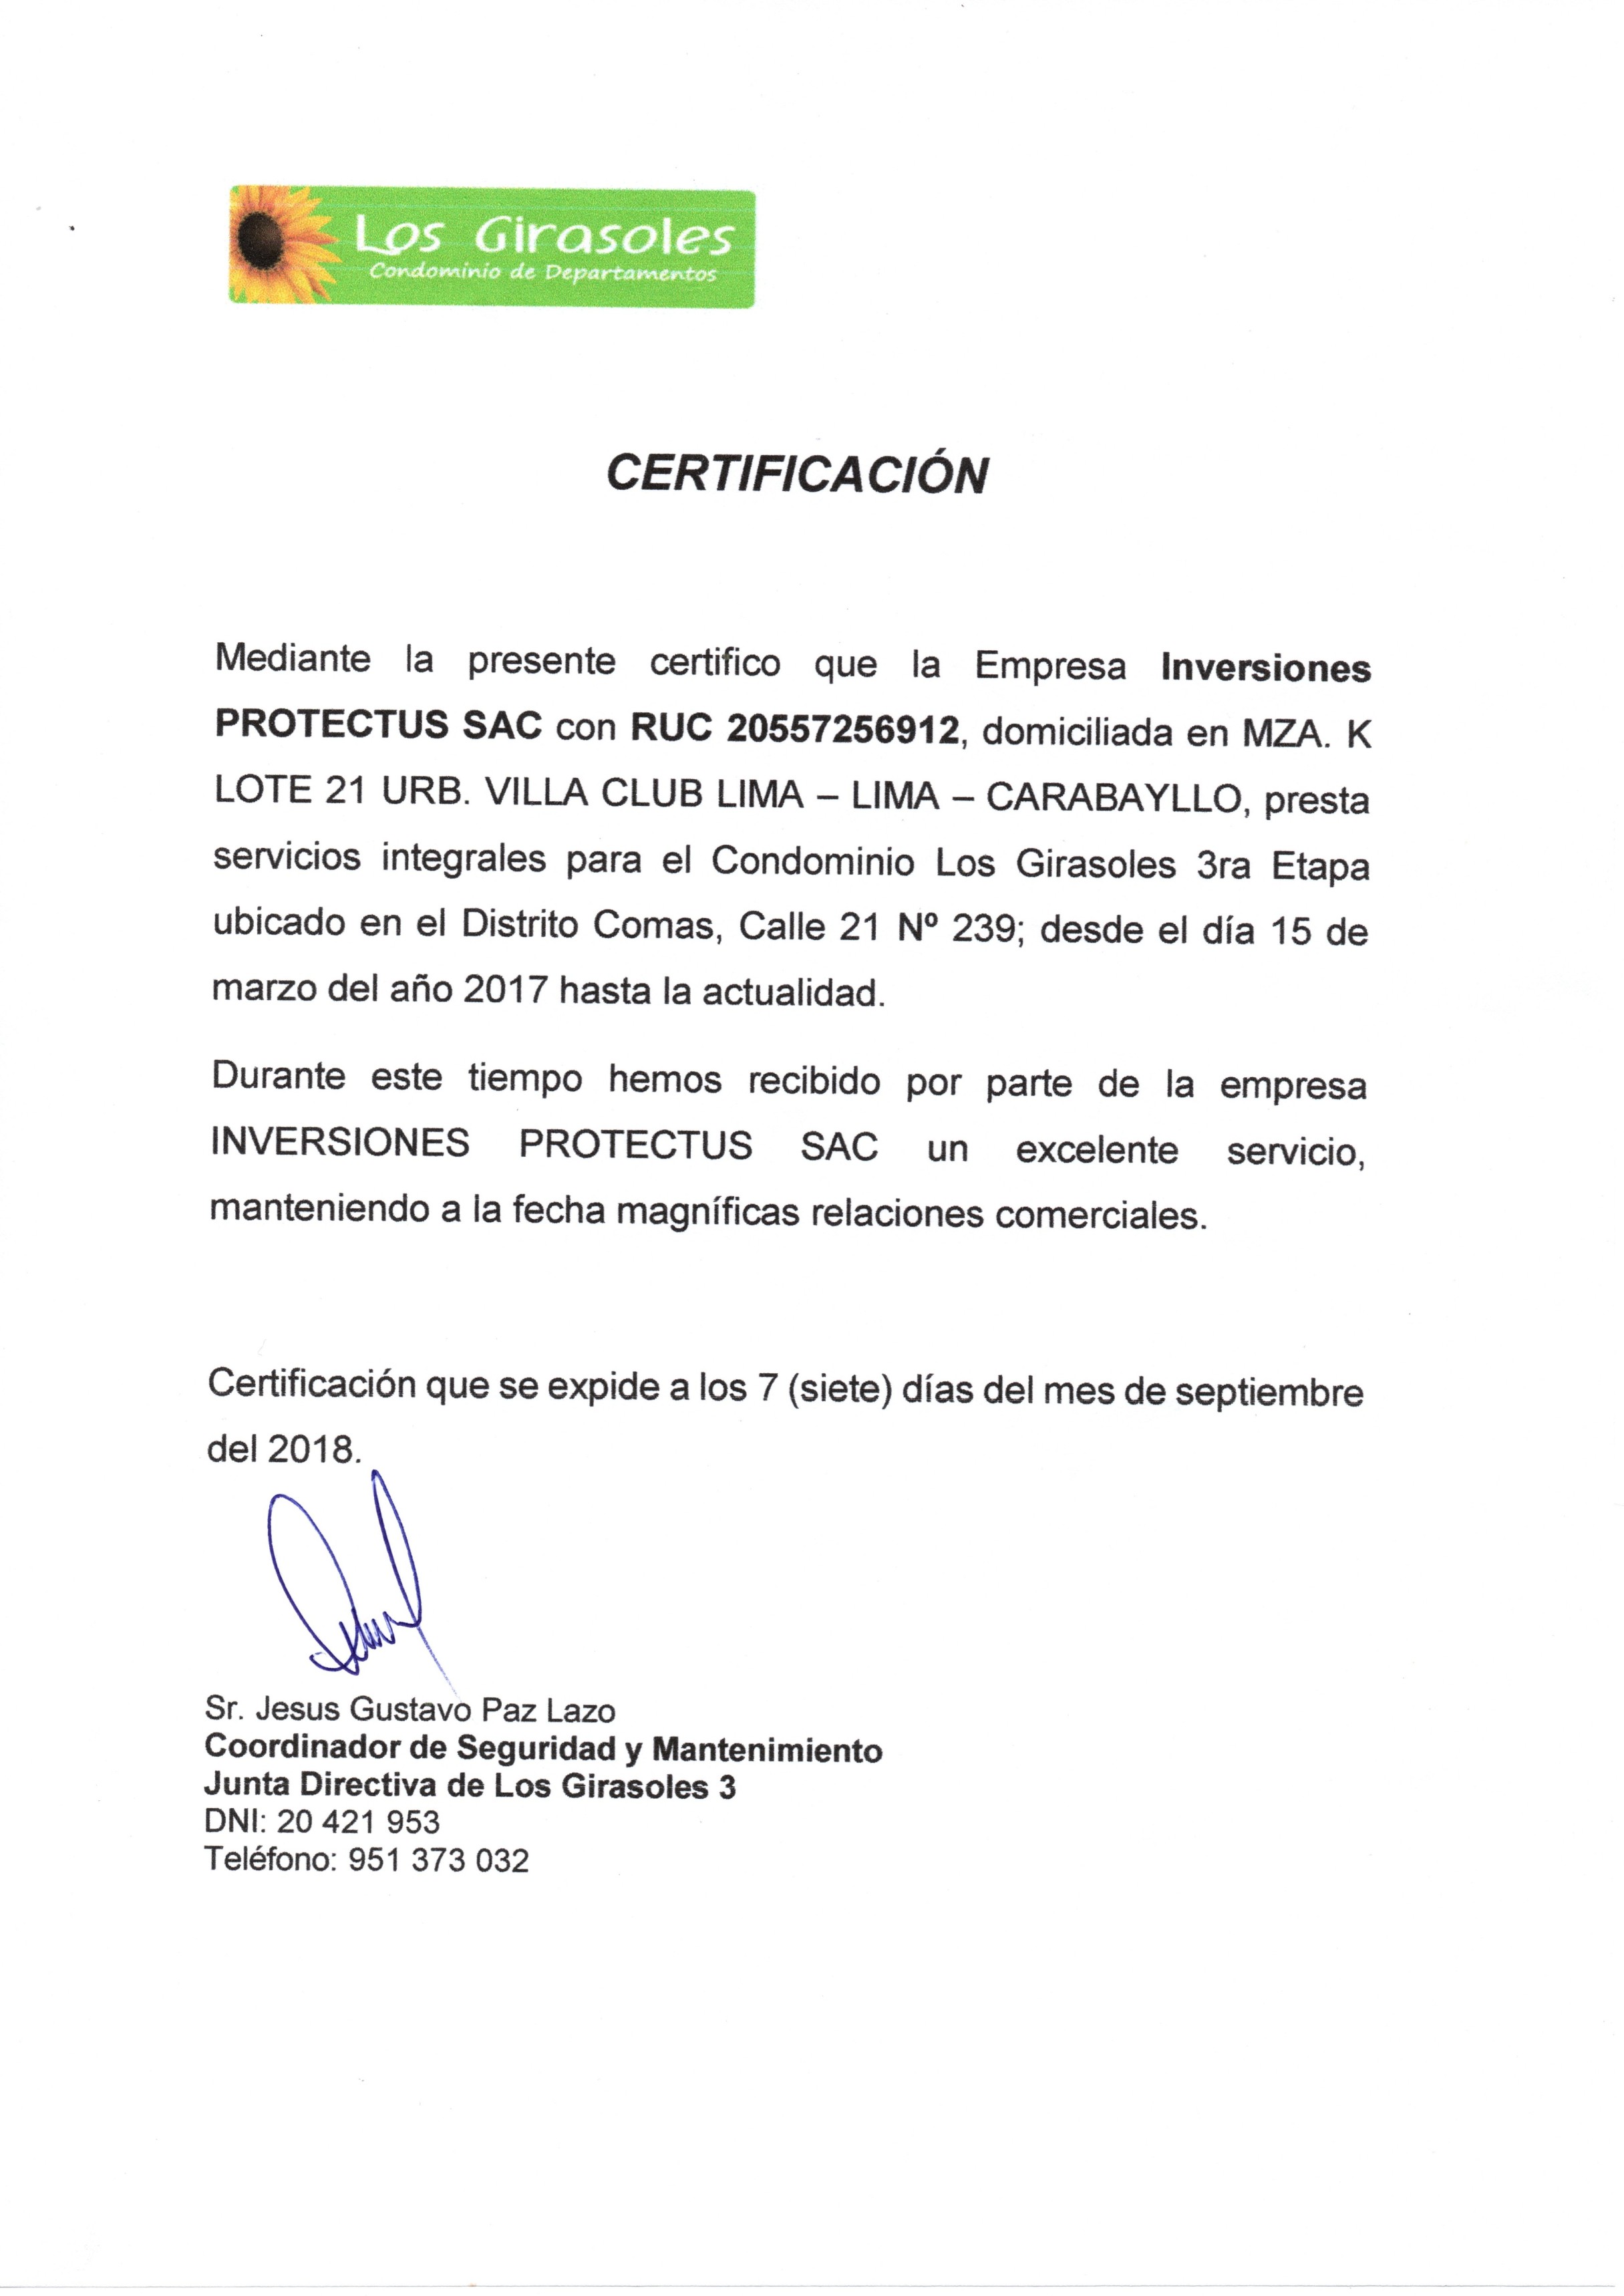 Los Girasoles
Condominio de Departamentos
CERTIFICACIÓN
Mediante la presente certifico que la Empresa Inversiones
PROTECTUS SAC con RUC 20557256912, domiciliada en MZA. K
LOTE 21 URB. VILLA CLUB LIMA – LIMA – CARABAYLLO, presta
servicios integrales para el Condominio Los Girasoles 3ra Etapa
ubicado en el Distrito Comas, Calle 21 Nº 239; desde el día 15 de
marzo del año 2017 hasta la actualidad.
Durante este tiempo hemos recibido por parte de la empresa
INVERSIONES PROTECTUS SAC un excelente servicio,
manteniendo a la fecha magníficas relaciones comerciales.
Certificación que se expide a los 7 (siete) días del mes de septiembre
del 2018.
Sr. Jesus Gustavo Paz Lazo
Coordinador de Seguridad y Mantenimiento
Junta Directiva de Los Girasoles 3
DNI: 20 421 953
Teléfono: 951 373 032